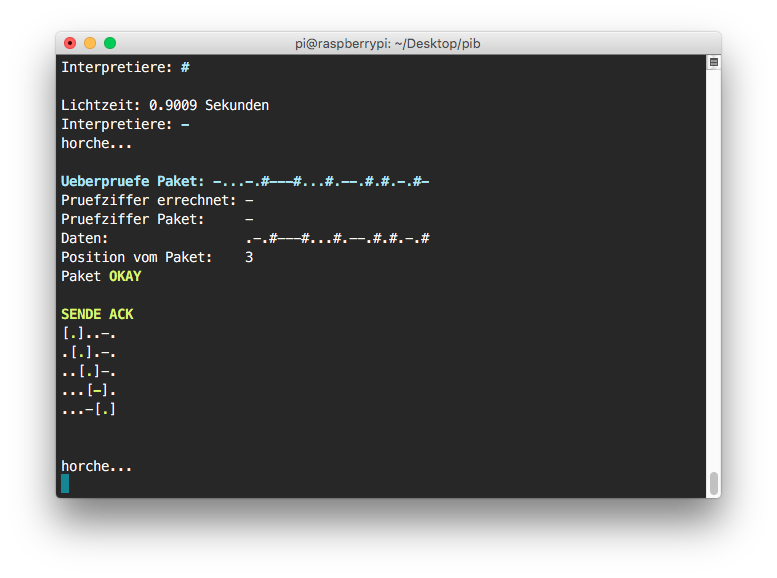 pi@raspberrypi: ~/Desktop/pib
Interpretiere: #
Lichtzeit: 0.9009 Sekunden
Interpretiere: -
horche...
Ueberpruefe Paket: -...-.#---#...#.--.#.#.-.#-
Pruefziffer errechnet: -
Pruefziffer Paket: -
Daten: .-.#---#...#.--.#.#.-.#
Position vom Paket: 3
Paket OKAY
SENDE ACK
[.]..-.
.[.].-.
..[.]-.
...[-].
...-[.]
horche...